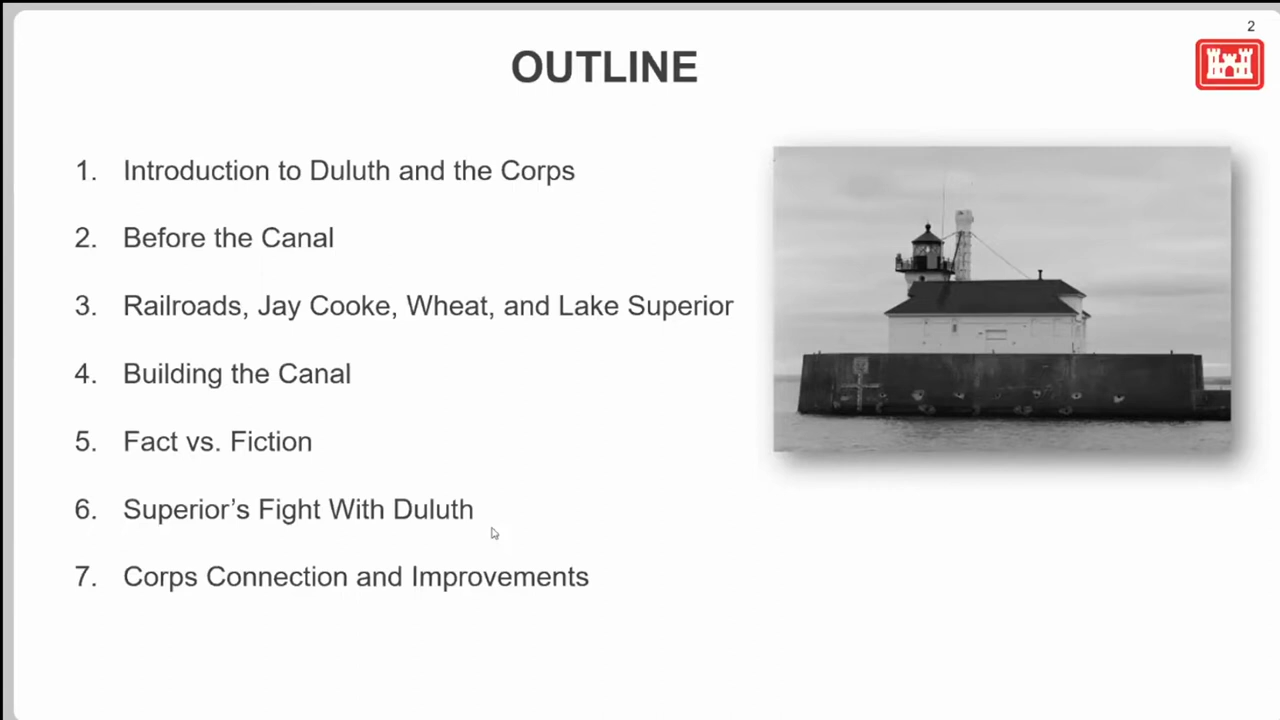 2
OUTLINE
1. Introduction to Duluth and the Corps
2. Before the Canal
3. Railroads, Jay Cooke, Wheat, and Lake Superior
4. Building the Canal
5. Fact vs. Fiction
6. Superior’s Fight With Duluth
7. Corps Connection and Improvements